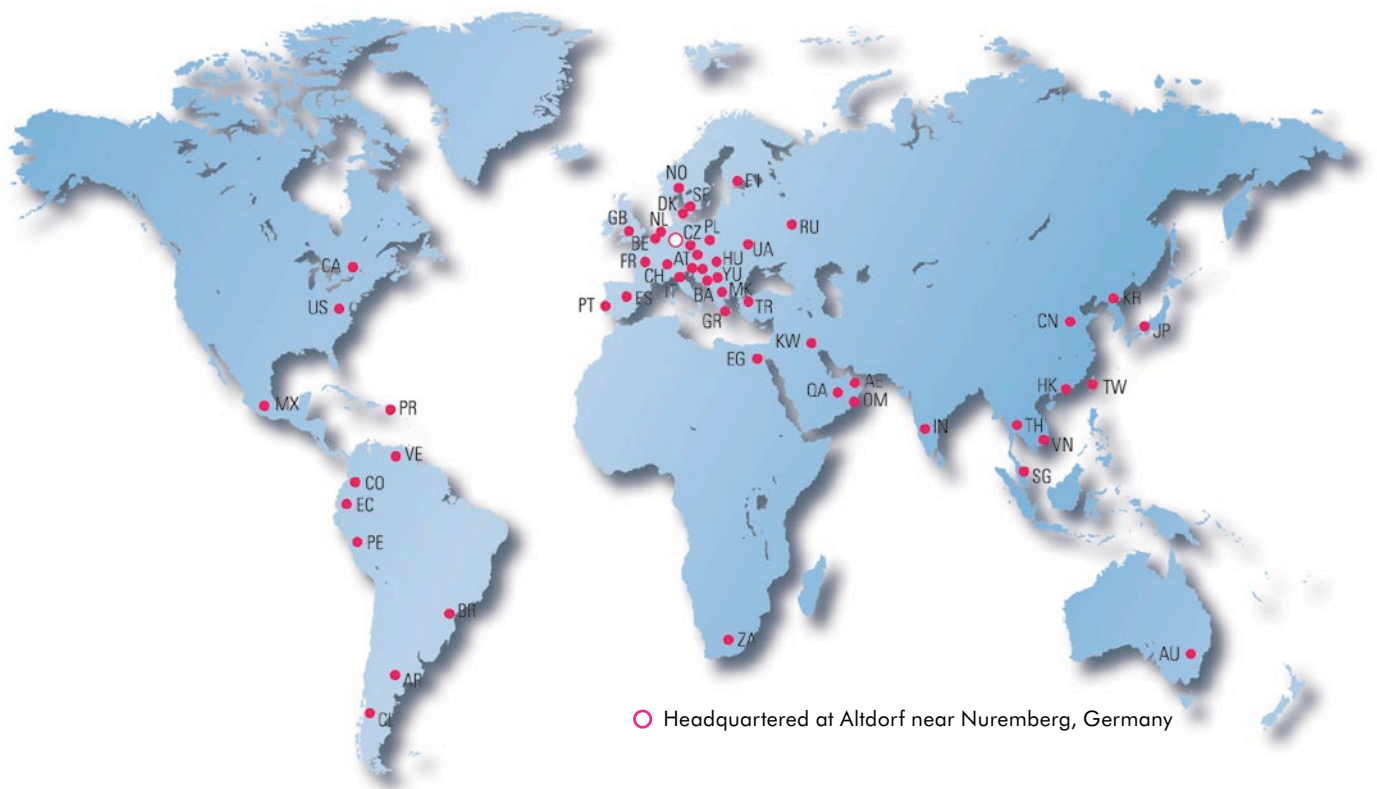 NO
FI
SE
DK
GB
NL
CZ
PL
RU
BE
UA
FR
AT
HU
CA
CH
YU
IT
BA
MK
PT
ES
KR
US
TR
GR
CN
JP
KW
EG
AE
QA
HK
TW
OM
MX
PR
IN
TH
VN
VE
SG
CO
EC
PE
BR
ZA
AU
AR
CL
Headquartered at Altdorf near Nuremberg, Germany